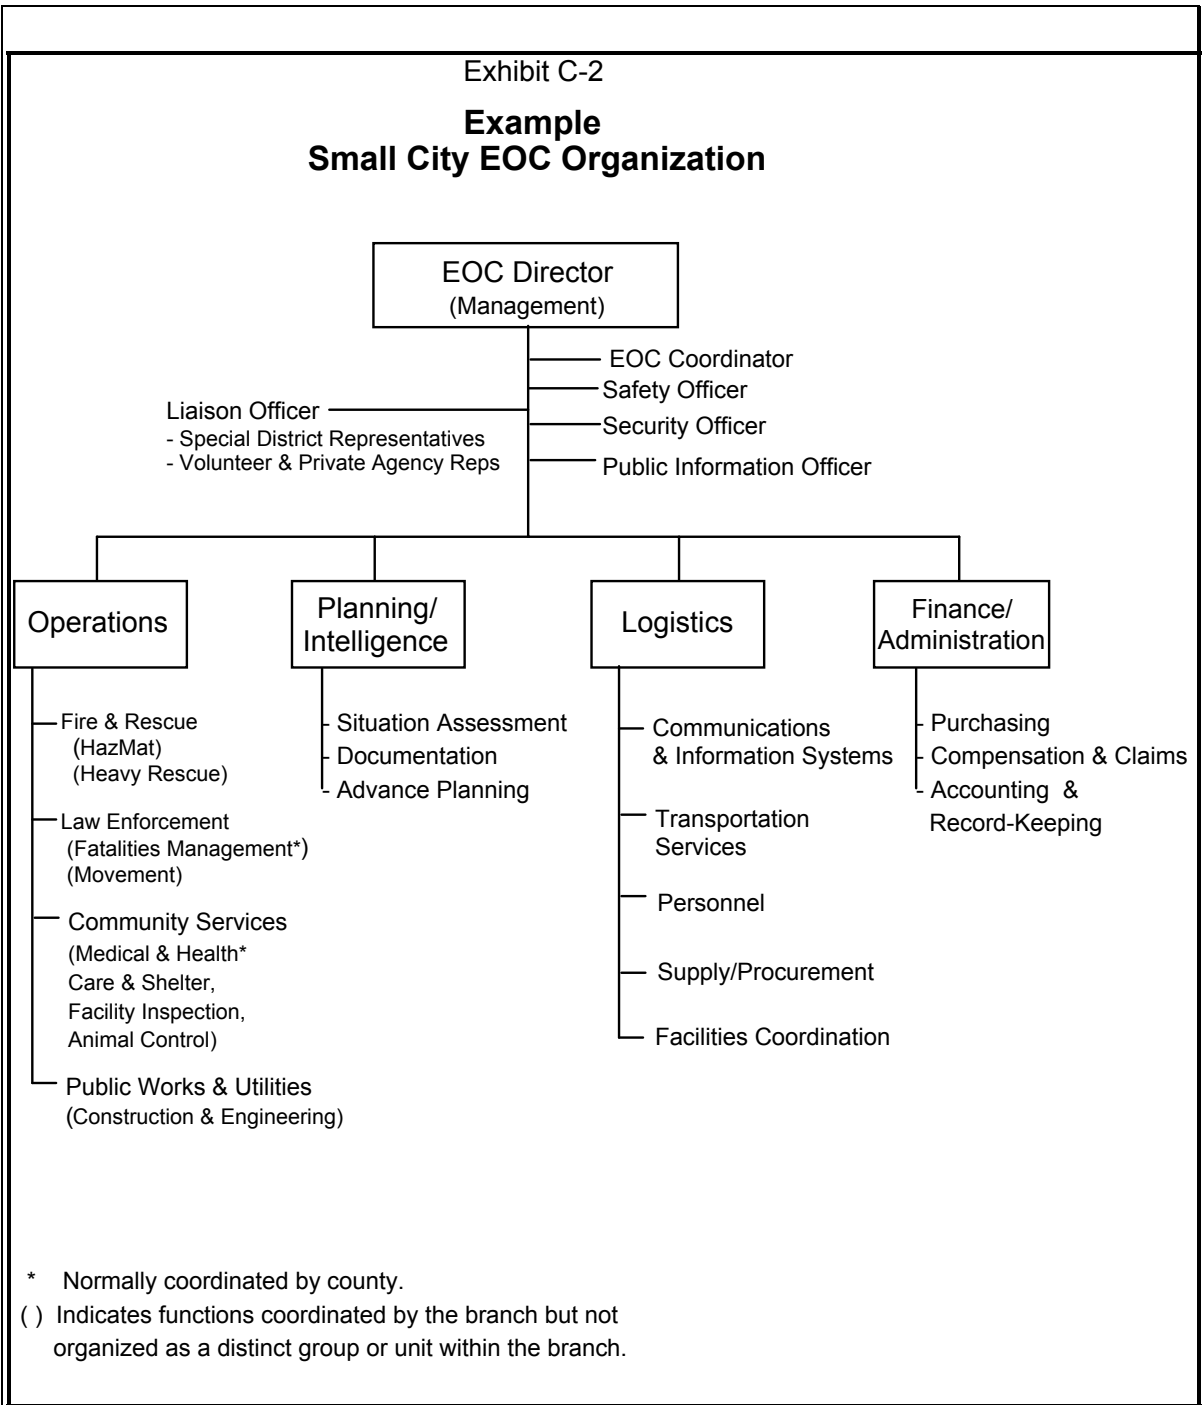 Exhibit C-2
Example
Small City EOC Organization
EOC Director
(Management)
EOC Coordinator
Safety Officer
Liaison Officer
- Special District Representatives
- Volunteer & Private Agency Reps
Security Officer
Public Information Officer
Operations
Fire & Rescue
(HazMat)
(Heavy Rescue)
Law Enforcement
(Fatalities Management*)
(Movement)
Community Services
(Medical & Health*
Care & Shelter,
Facility Inspection,
Animal Control)
Public Works & Utilities
(Construction & Engineering)
Planning/
Intelligence
- Situation Assessment
- Documentation
- Advance Planning
Logistics
Communications
& Information Systems
Transportation
Services
Personnel
Supply/Procurement
Facilities Coordination
Finance/
Administration
- Purchasing
- Compensation & Claims
- Accounting &
Record-Keeping
* Normally coordinated by county.
( ) Indicates functions coordinated by the branch but not
organized as a distinct group or unit within the branch.